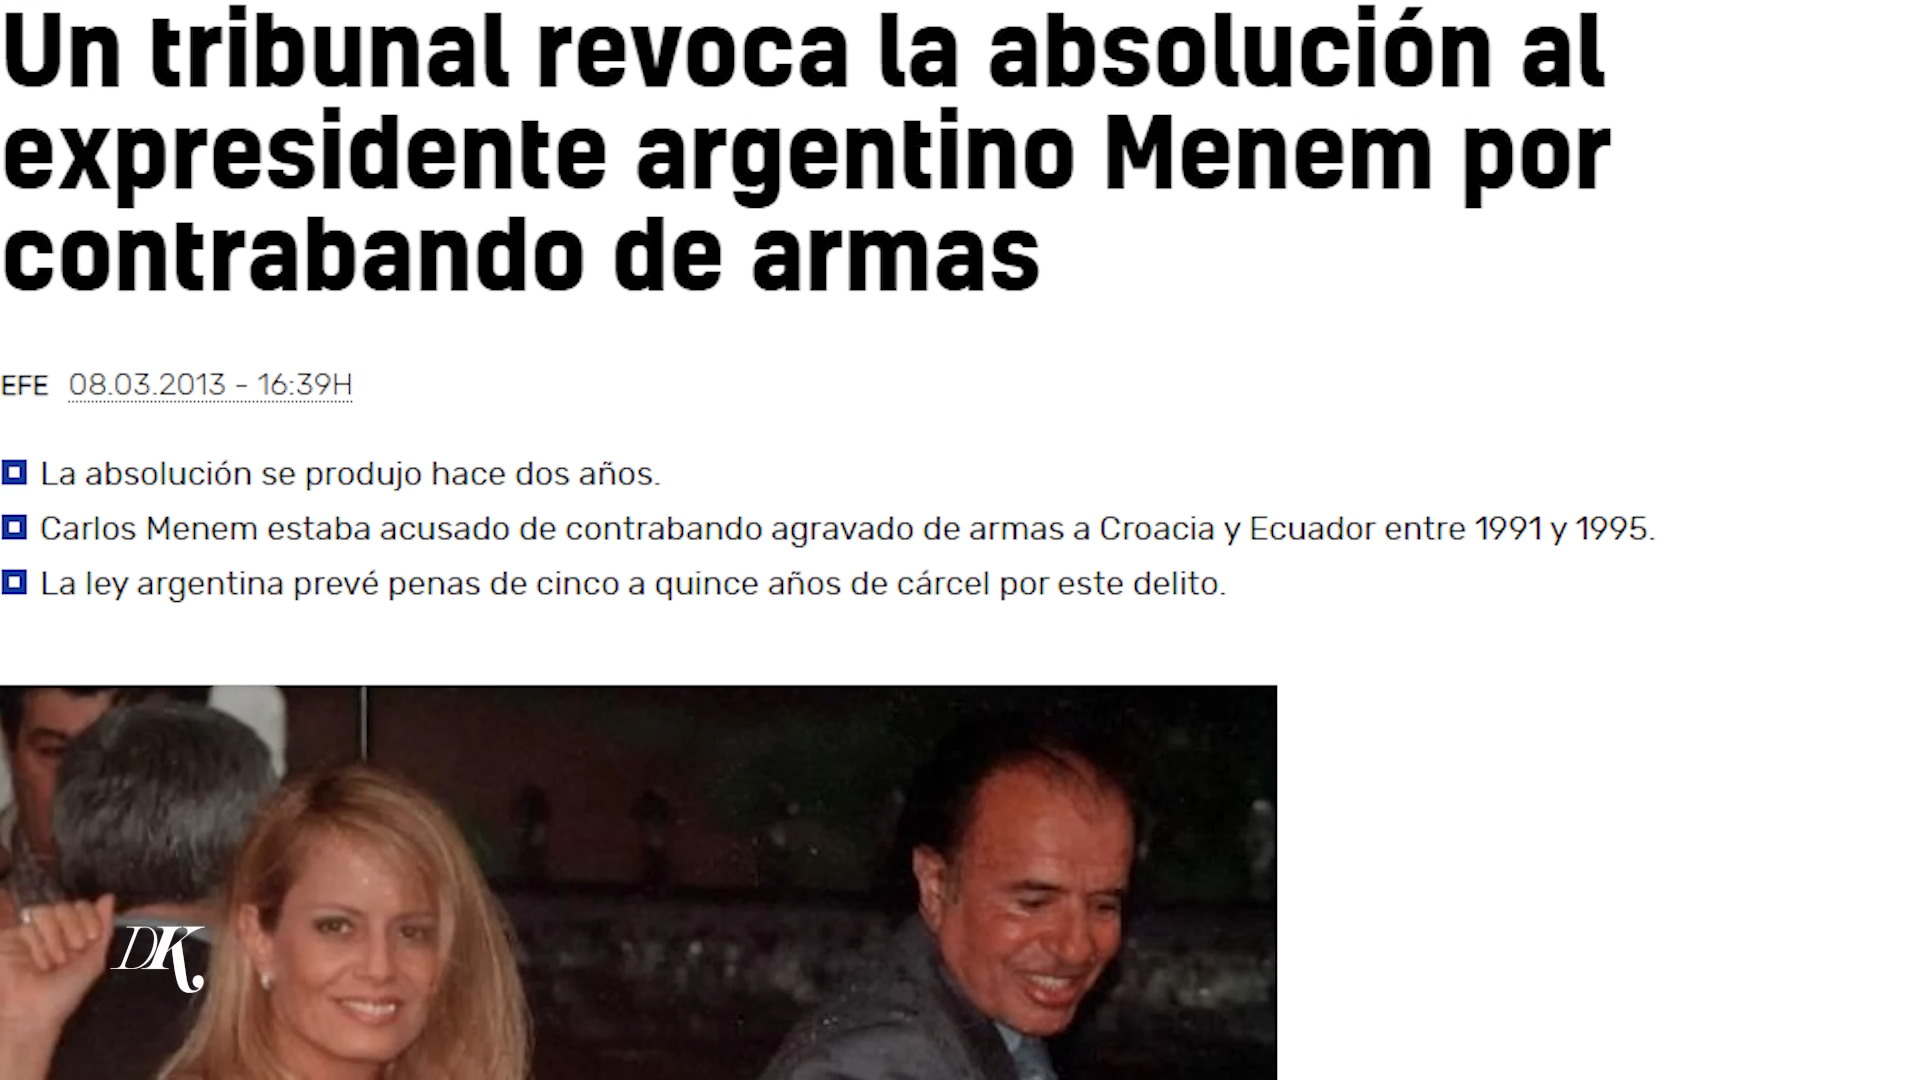 Un tribunal revoca la absolución al
expresidente argentino Menem por
contrabando de armas
EFE 08.03.2013 - 16:39H
La absolución se produjo hace dos años.
Carlos Menem estaba acusado de contrabando agravado de armas a Croacia y Ecuador entre 1991 y 1995.
La ley argentina prevé penas de cinco a quince años de cárcel por este delito.
DK